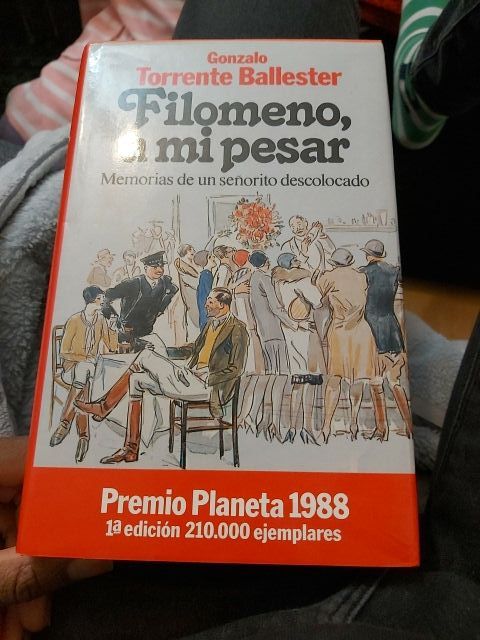 Gonzalo
Torrente Ballester
Filomeno,
a mi pesar
Memorias de un señorito descolocado
Premio Planeta 1988
1ª edición 210.000 ejemplares